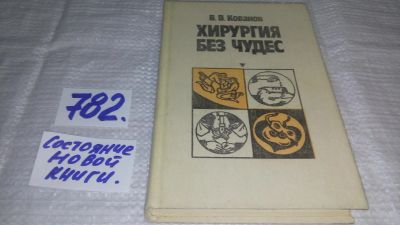 В. В. Кованов
ХИРУРГИЯ
БЕЗ ЧУДЕС
782.
Состояние
новой
книги.